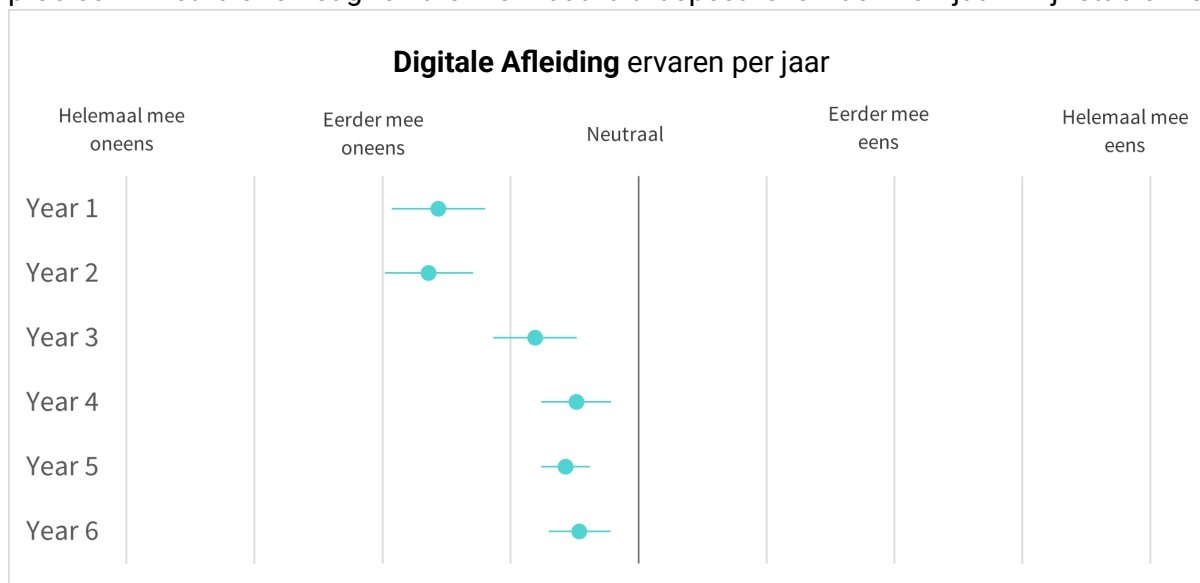 Digitale Afleiding ervaren per jaar
Helemaal mee
oneens
Eerder mee
oneens
Neutraal
Eerder mee
eens
Helemaal mee
eens
Year 1
Year 2
Year 3
Year 4
Year 5
Year 6